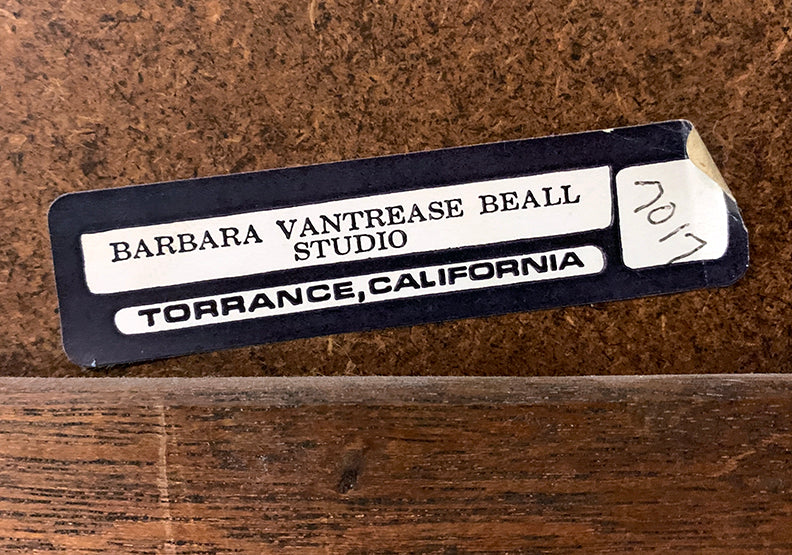 BARBARA VANTREASE BEALL
STUDIO
TORRANCE,CALIFORNIA
7017